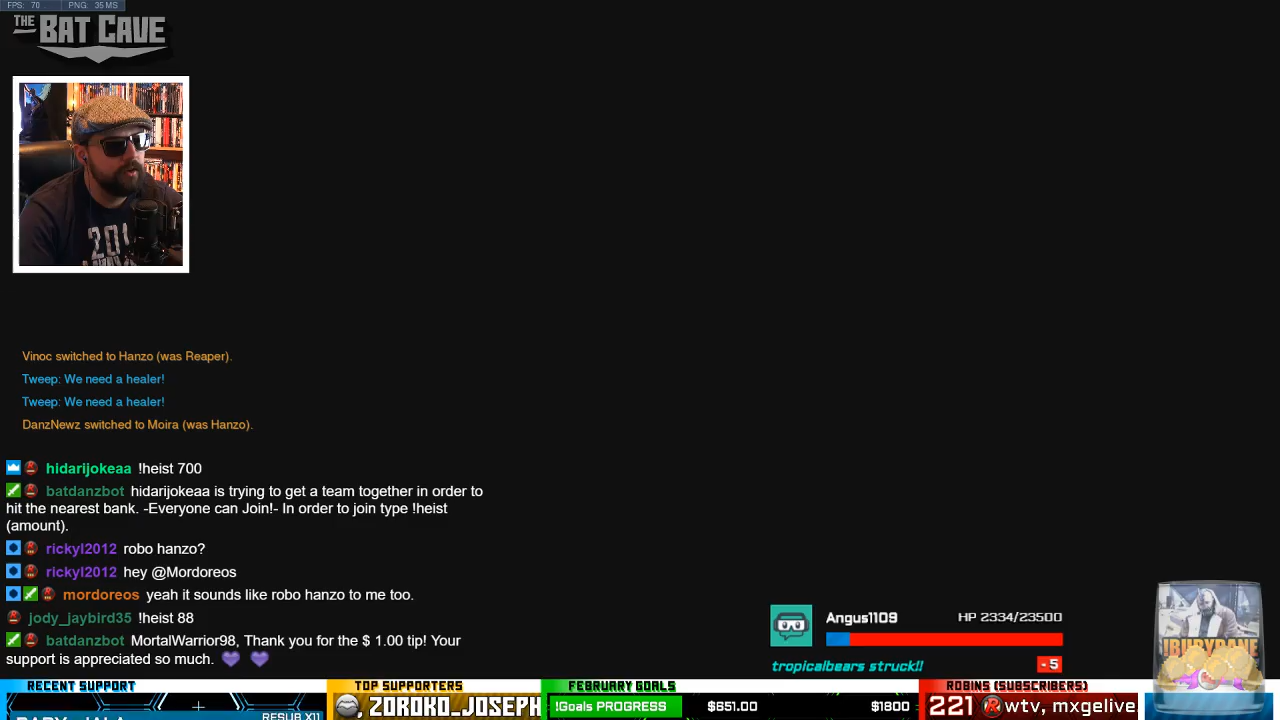 FPS: 70
PNG: 35 MS
THE
BAT CAVE
Vinoc switched to Hanzo (was Reaper).
Tweep: We need a healer!
Tweep: We need a healer!
DanzNewz switched to Moira (was Hanzo).
hidarijokeaa !heist 700
batdanzbot hidarijokeaa is trying to get a team together in order to
hit the nearest bank. -Everyone can Join!- In order to join type !heist
(amount).
rickyl2012 robo hanzo?
rickyl2012 hey @Mordoreos
mordoreos yeah it sounds like robo hanzo to me too.
jody_jaybird35 !heist 88
batdanzbot MortalWarrior98, Thank you for the $ 1.00 tip! Your
support is appreciated so much.
Angus1109 HP 2334/23500
tropicalbears struck!! -5
!BURYBANE
RECENT SUPPORT
RESUB X11
TOP SUPPORTERS
, ZOROKO_JOSEPH
FEBRUARY GOALS
!Goals PROGRESS $651.00 $1800
ROBINS (SUBSCRIBERS)
221 wtv, mxgelive